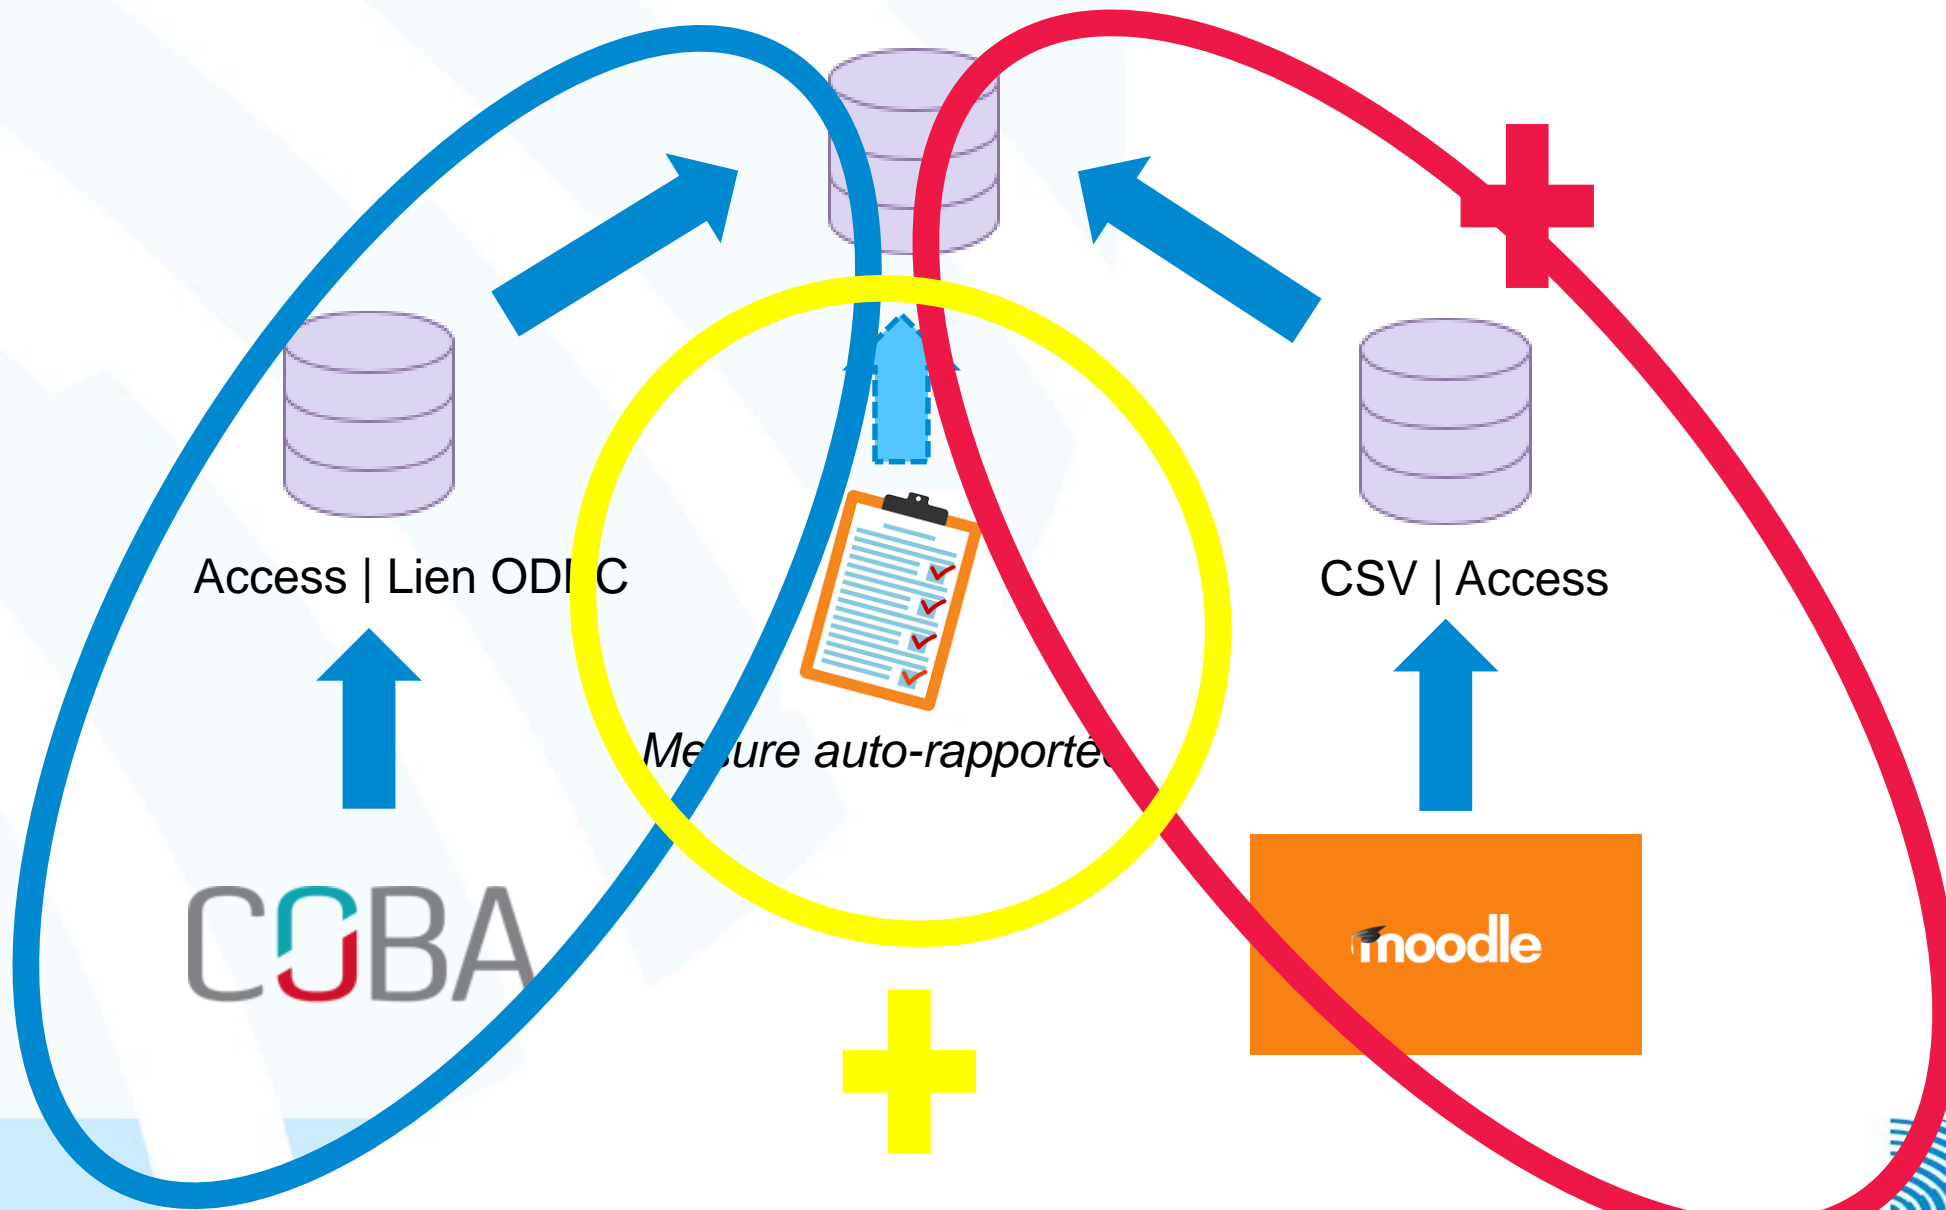 Access | Lien ODBC
CSV | Access
Mesure auto-rapportée
COBA
moodle